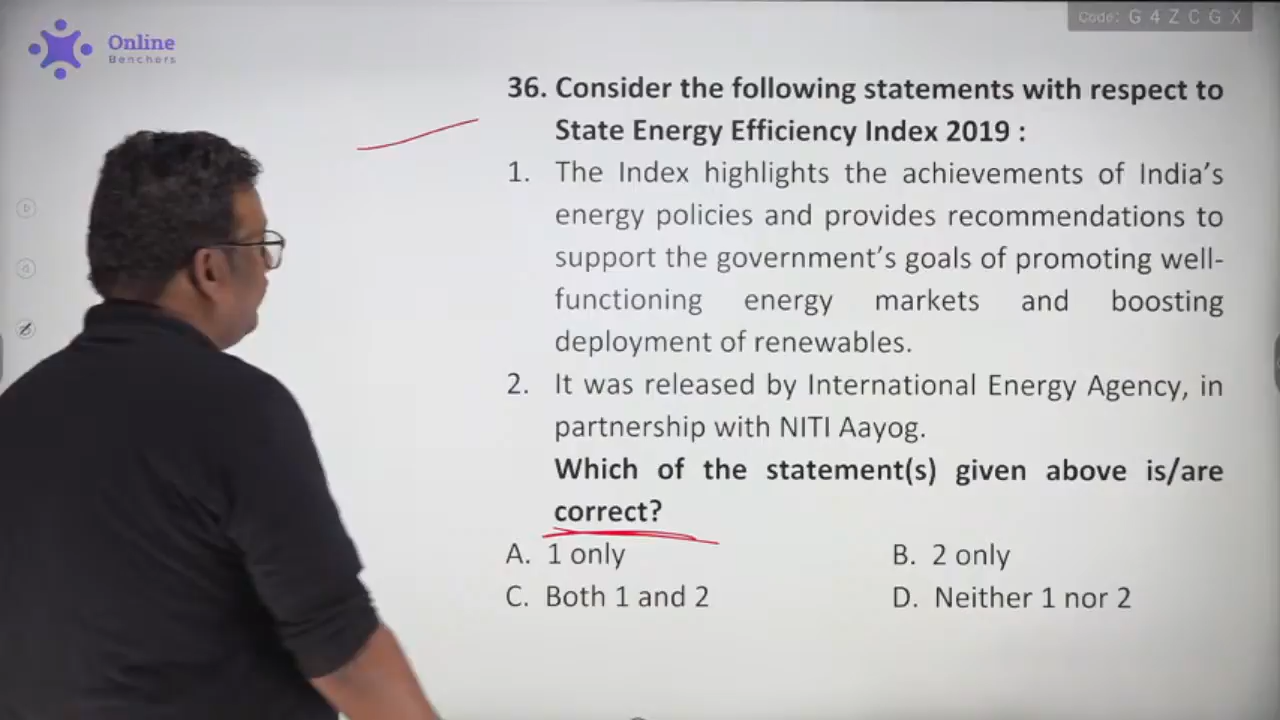 Online
Benchers
Code: G 4 Z C G X
36. Consider the following statements with respect to
State Energy Efficiency Index 2019 :
1. The Index highlights the achievements of India’s
energy policies and provides recommendations to
support the government’s goals of promoting well-
functioning energy markets and boosting
deployment of renewables.
2. It was released by International Energy Agency, in
partnership with NITI Aayog.
Which of the statement(s) given above is/are
correct?
A. 1 only B. 2 only
C. Both 1 and 2 D. Neither 1 nor 2